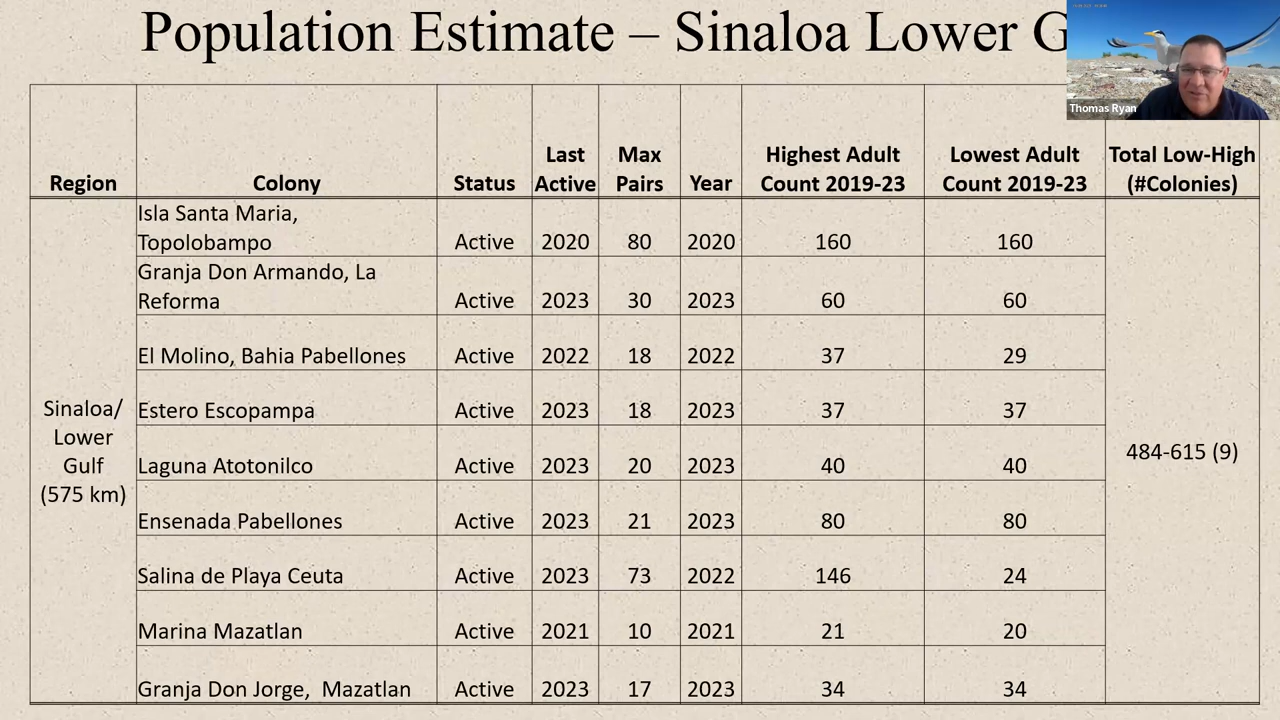 Population Estimate – Sinaloa Lower G
Thomas Ryan
Region Colony Status Last Active Max Pairs Year Highest Adult Count 2019-23 Lowest Adult Count 2019-23 Total Low-High (#Colonies)
Sinaloa/ Lower Gulf (575 km)
Isla Santa Maria, Topolobampo Active 2020 80 2020 160 160
Granja Don Armando, La Reforma Active 2023 30 2023 60 60
El Molino, Bahia Pabellones Active 2022 18 2022 37 29
Estero Escopampa Active 2023 18 2023 37 37
Laguna Atotonilco Active 2023 20 2023 40 40
Ensenada Pabellones Active 2023 21 2023 80 80
Salina de Playa Ceuta Active 2023 73 2022 146 24
Marina Mazatlan Active 2021 10 2021 21 20
Granja Don Jorge, Mazatlan Active 2023 17 2023 34 34
484-615 (9)